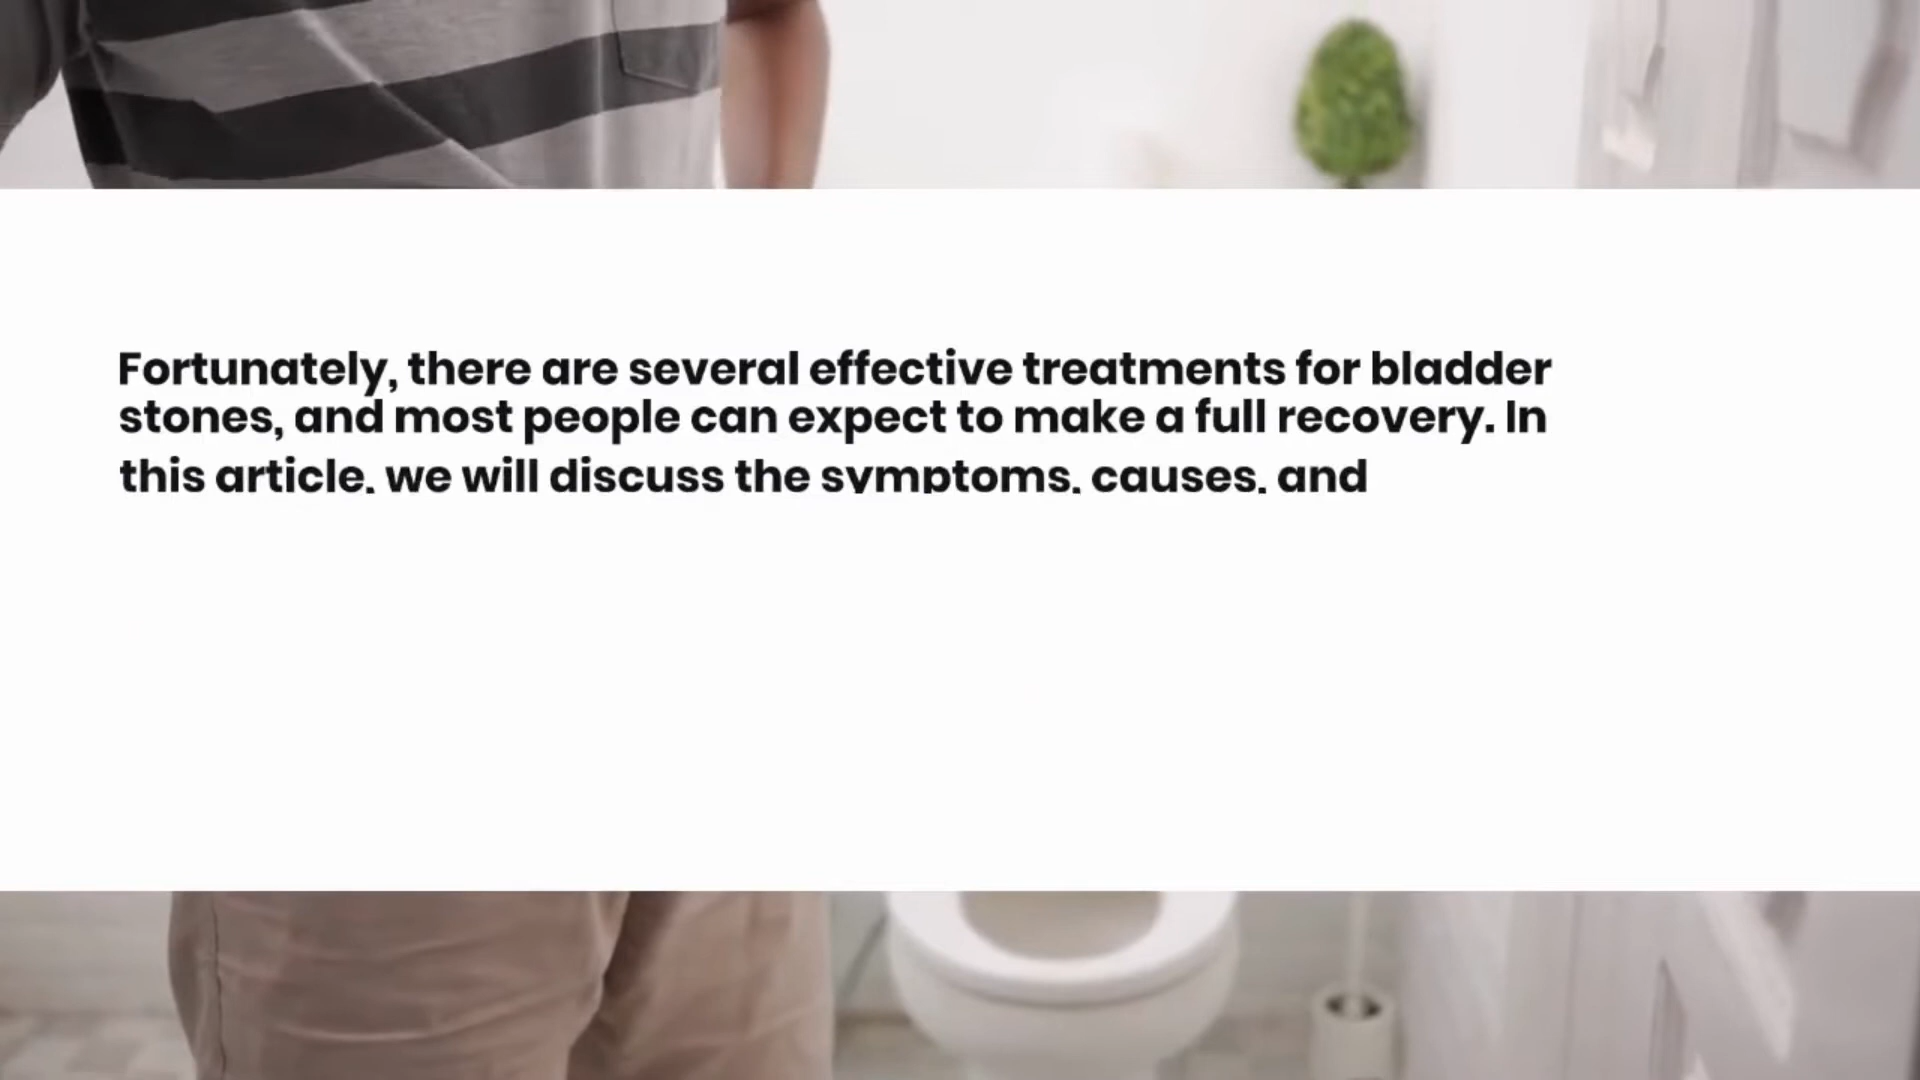 Fortunately, there are several effective treatments for bladder
stones, and most people can expect to make a full recovery. In
this article, we will discuss the symptoms, causes, and